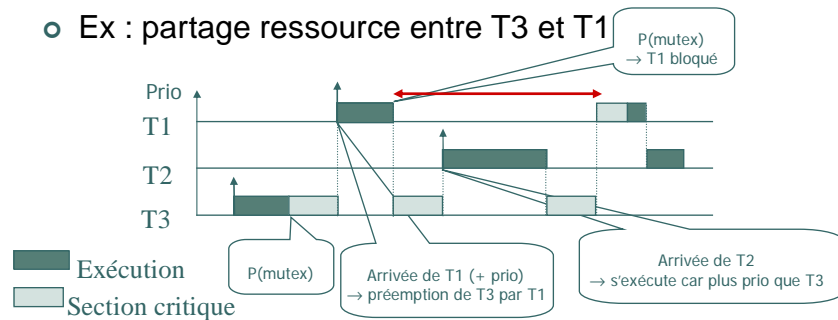 Ex : partage ressource entre T3 et T1
P(mutex)
→ T1 bloqué
Prio
T1
T2
T3
P(mutex)
Arrivée de T1 (+ prio)
→ préemption de T3 par T1
Arrivée de T2
→ s'exécute car plus prio que T3
Exécution
Section critique